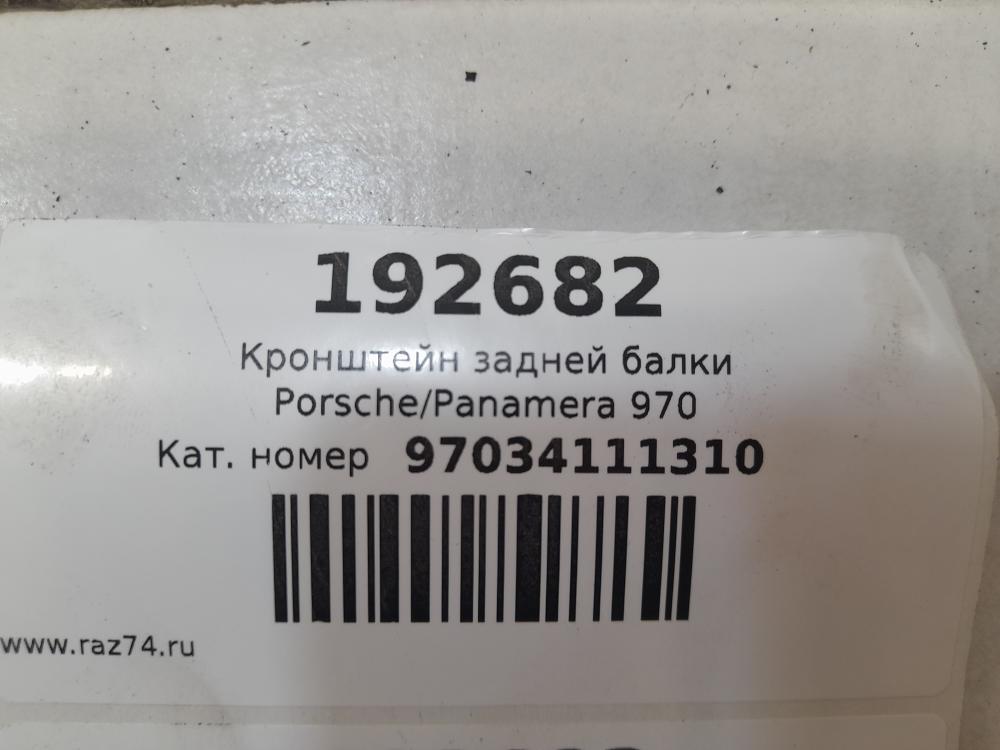 192682
Кронштейн задней балки
Porsche/Panamera 970
Кат. номер 97034111310
www.raz74.ru